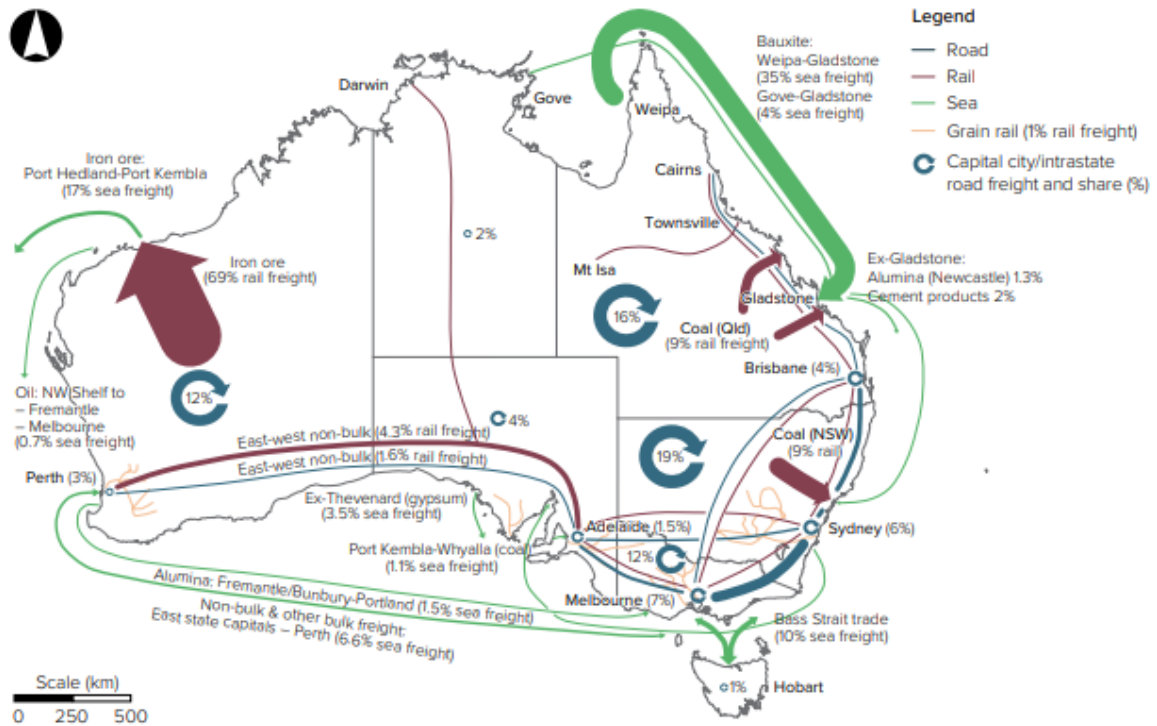 Legend
Road
Rail
Sea
Grain rail (1% rail freight)
Capital city/intrastate
road freight and share (%)
Bauxite:
Weipa-Gladstone
(35% sea freight)
Gove-Gladstone
(4% sea freight)
Darwin
Gove
Weipa
Iron ore:
Port Hedland-Port Kembla
(17% sea freight)
Cairns
Townsville
2%
Mt Isa
Iron ore
(69% rail freight)
Ex-Gladstone:
Alumina (Newcastle) 1.3%
Cement products 2%
Gladstone
16%
Coal (Qld)
(9% rail freight)
Brisbane (4%)
Oil: NW Shelf to
– Fremantle
– Melbourne
(0.7% sea freight)
12%
4%
East-west non-bulk (4.3% rail freight)
East-west non-bulk (1.6% rail freight)
Coal (NSW)
(9% rail)
19%
Perth (3%)
Ex-Thevenard (gypsum)
(3.5% sea freight)
Adelaide (1.5%)
Sydney (6%)
Port Kembla-Whyalla (coal)
(1.1% sea freight)
12%
Melbourne (7%)
Alumina: Fremantle/Bunbury-Portland (1.5% sea freight)
Non-bulk & other bulk freight:
East state capitals – Perth (6.6% sea freight)
Bass Strait trade
(10% sea freight)
1%
Hobart
Scale (km)
0 250 500